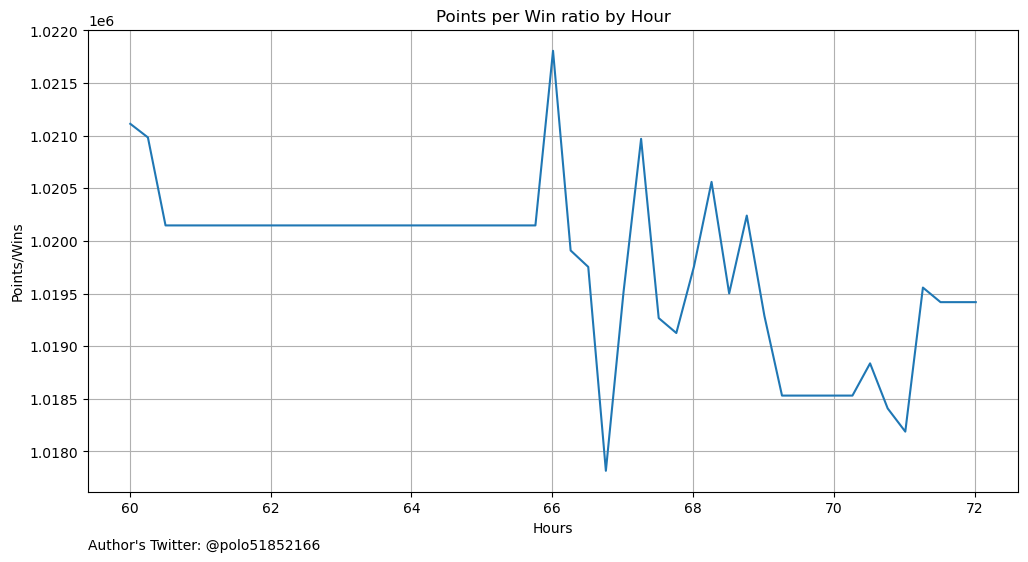 Points per Win ratio by Hour
1e6
1.0220
1.0215
1.0210
1.0205
1.0200
1.0195
1.0190
1.0185
1.0180
Points/Wins
60 62 64 66 68 70 72
Hours
Author's Twitter: @polo51852166